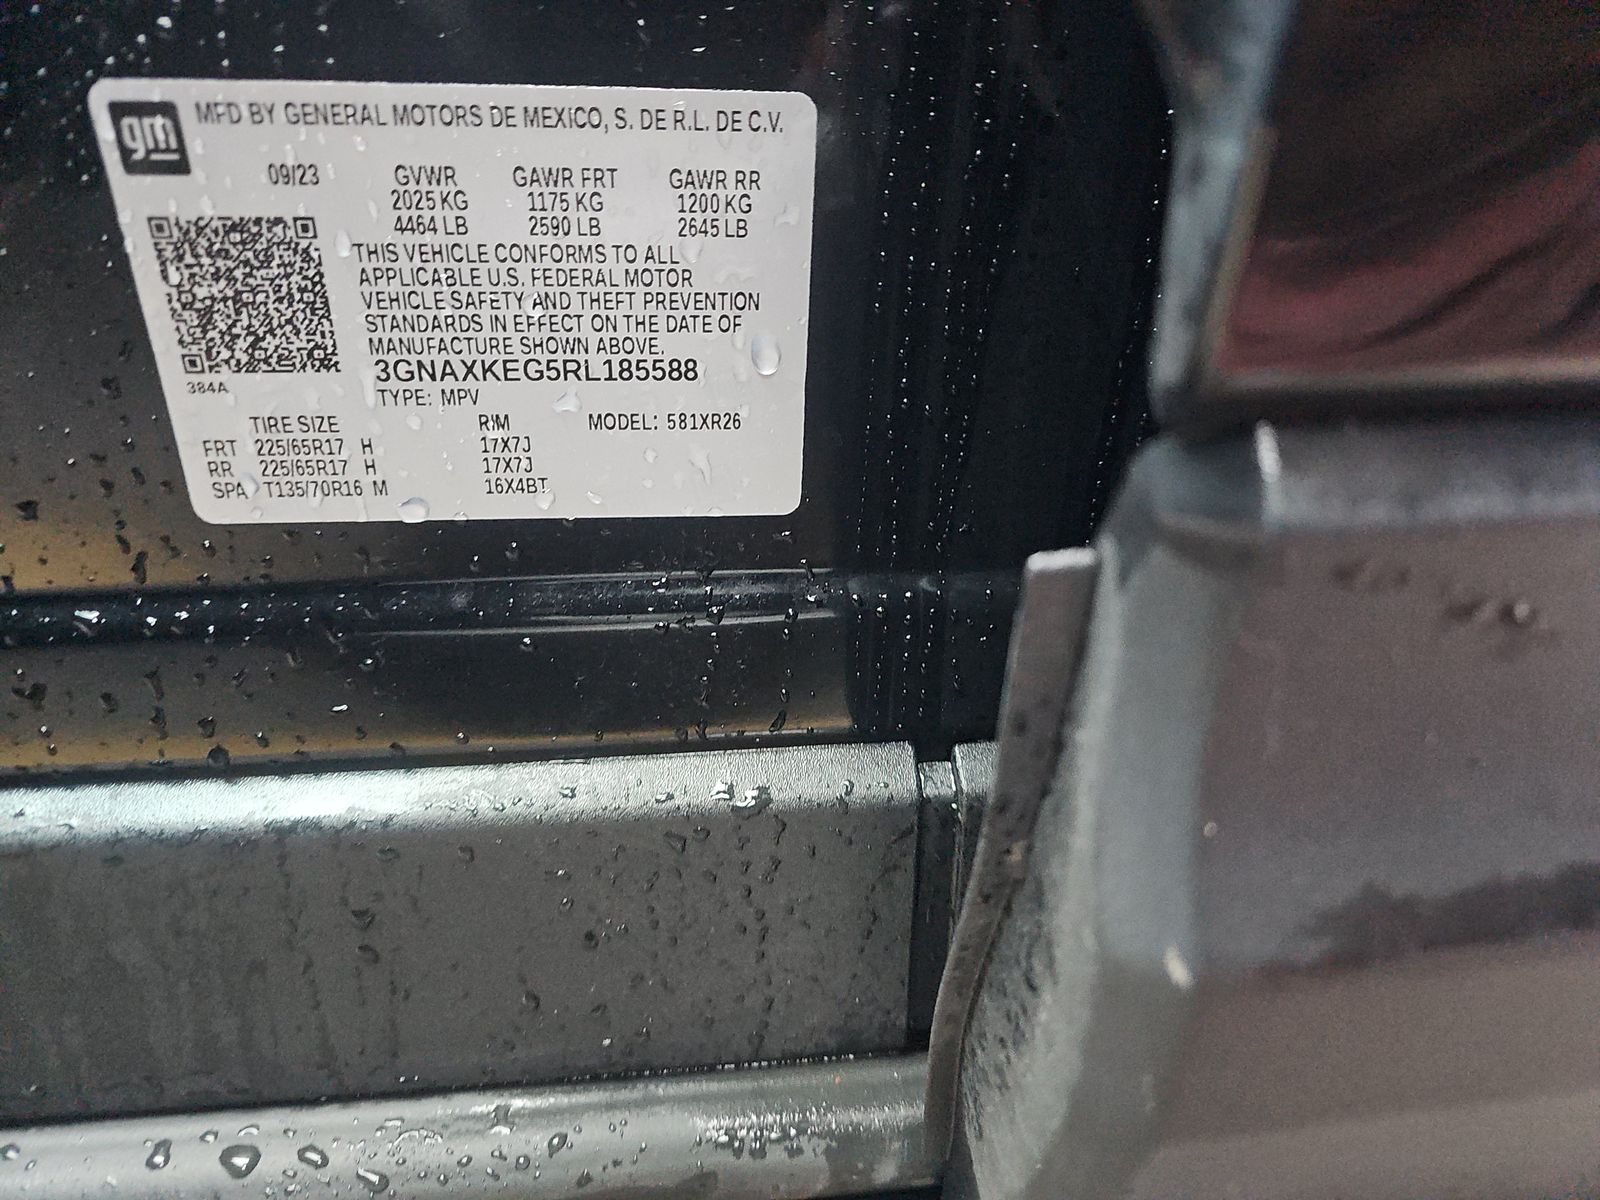 gm
MFD BY GENERAL MOTORS DE MEXICO, S. DE R.L. DE C.V.
09/23 GVWR GAWR FRT GAWR RR
2025 KG 1175 KG 1200 KG
4464 LB 2590 LB 2645 LB
THIS VEHICLE CONFORMS TO ALL
APPLICABLE U.S. FEDERAL MOTOR
VEHICLE SAFETY AND THEFT PREVENTION
STANDARDS IN EFFECT ON THE DATE OF
MANUFACTURE SHOWN ABOVE.
3GNAXKEG5RL185588
384A
TYPE: MPV
TIRE SIZE RIM MODEL: 581XR26
FRT 225/65R17 H 17X7J
RR 225/65R17 H 17X7J
SPA T135/70R16 M 16X4BT